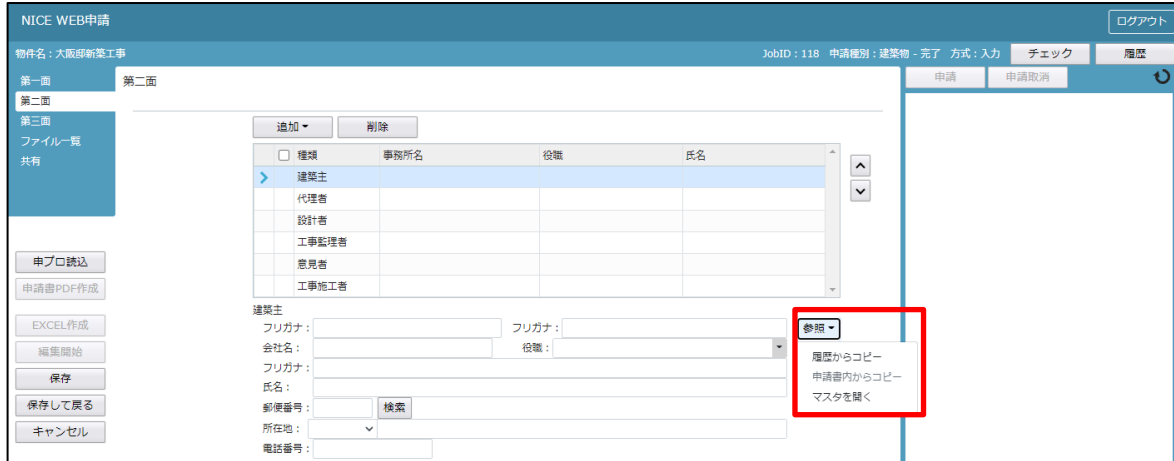 NICE WEB申請
ログアウト
物件名：大阪邸新築工事
JobID：118 申請種別：建築物 - 完了 方式：入力
チェック
履歴
第一面
第二面
第三面
ファイル一覧
共有
第二面
申請
申請取消
追加
削除
種類 事務所名 役職 氏名
建築主
代理者
設計者
工事監理者
意見者
工事施工者
申プロ読込
申請書PDF作成
EXCEL作成
編集開始
保存
保存して戻る
キャンセル
建築主
フリガナ： フリガナ：
会社名： 役職：
フリガナ：
氏名：
郵便番号： 検索
所在地：
電話番号：
参照
履歴からコピー
申請書内からコピー
マスタを開く